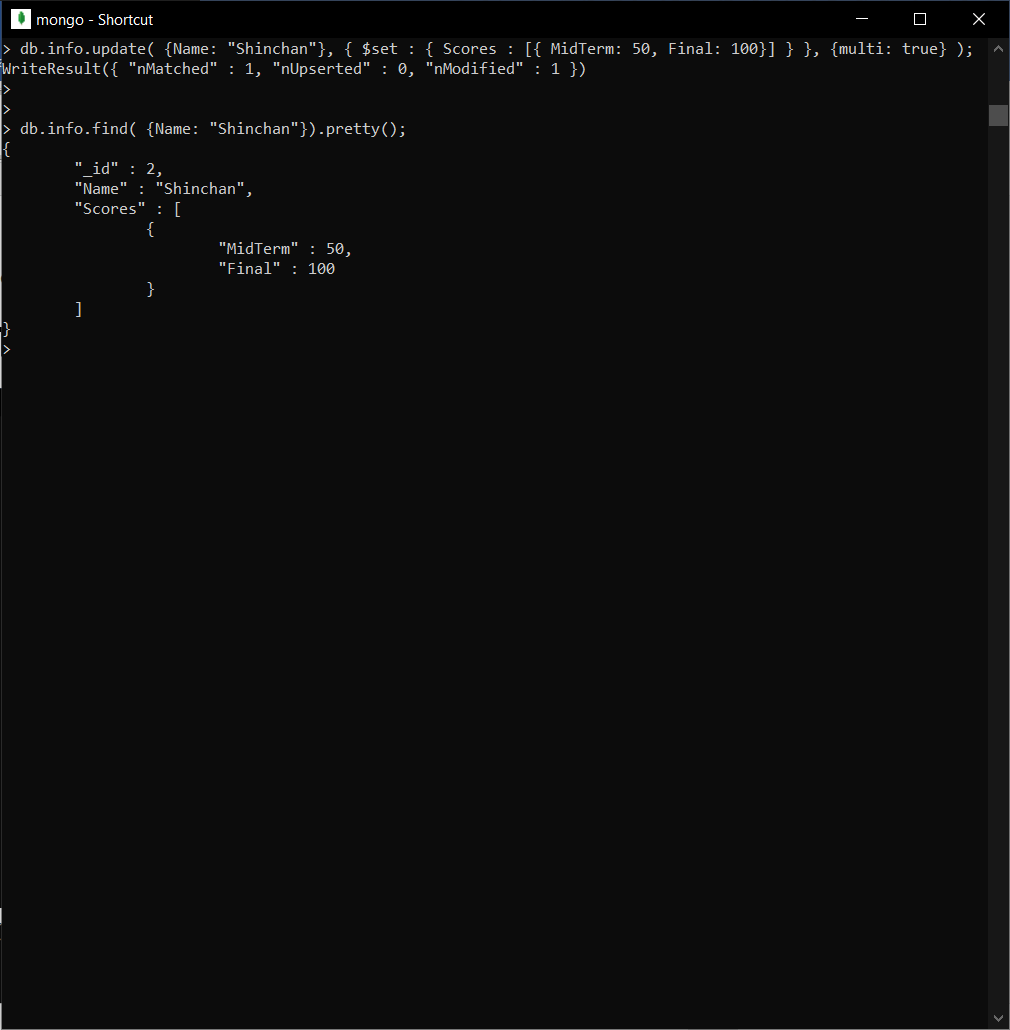 mongo - Shortcut
> db.info.update( {Name: "Shinchan"}, { $set : { Scores : [{ MidTerm: 50, Final: 100}] } }, {multi: true} );
WriteResult({ "nMatched" : 1, "nUpserted" : 0, "nModified" : 1 })
>
>
> db.info.find( {Name: "Shinchan"}).pretty();
{
        "_id" : 2,
        "Name" : "Shinchan",
        "Scores" : [
                {
                        "MidTerm" : 50,
                        "Final" : 100
                }
        ]
}
>